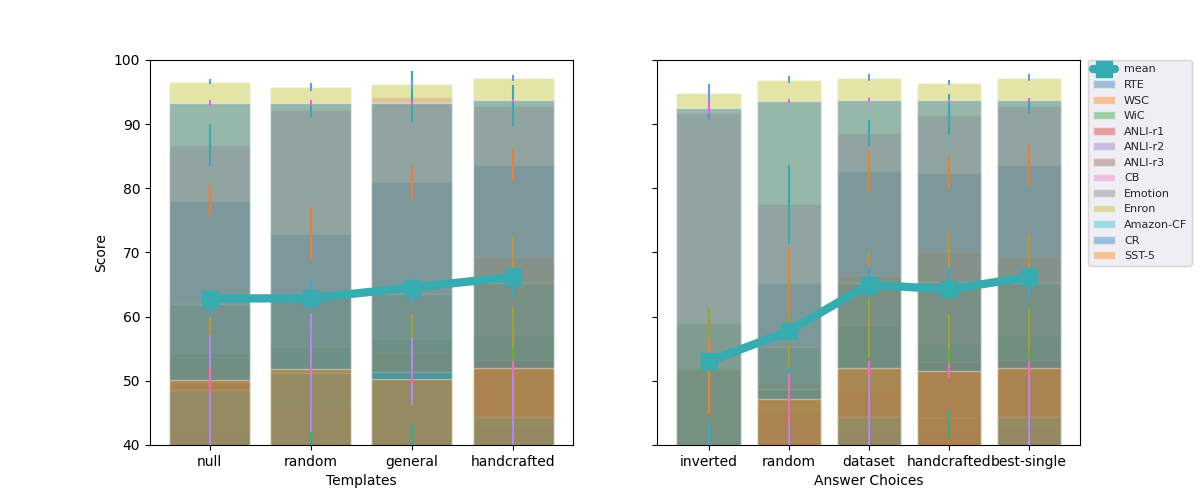 100
90
80
70
60
50
40
Score
null random general handcrafted
Templates
inverted random dataset handcrafted best-single
Answer Choices
mean
RTE
WSC
WiC
ANLI-r1
ANLI-r2
ANLI-r3
CB
Emotion
Enron
Amazon-CF
CR
SST-5